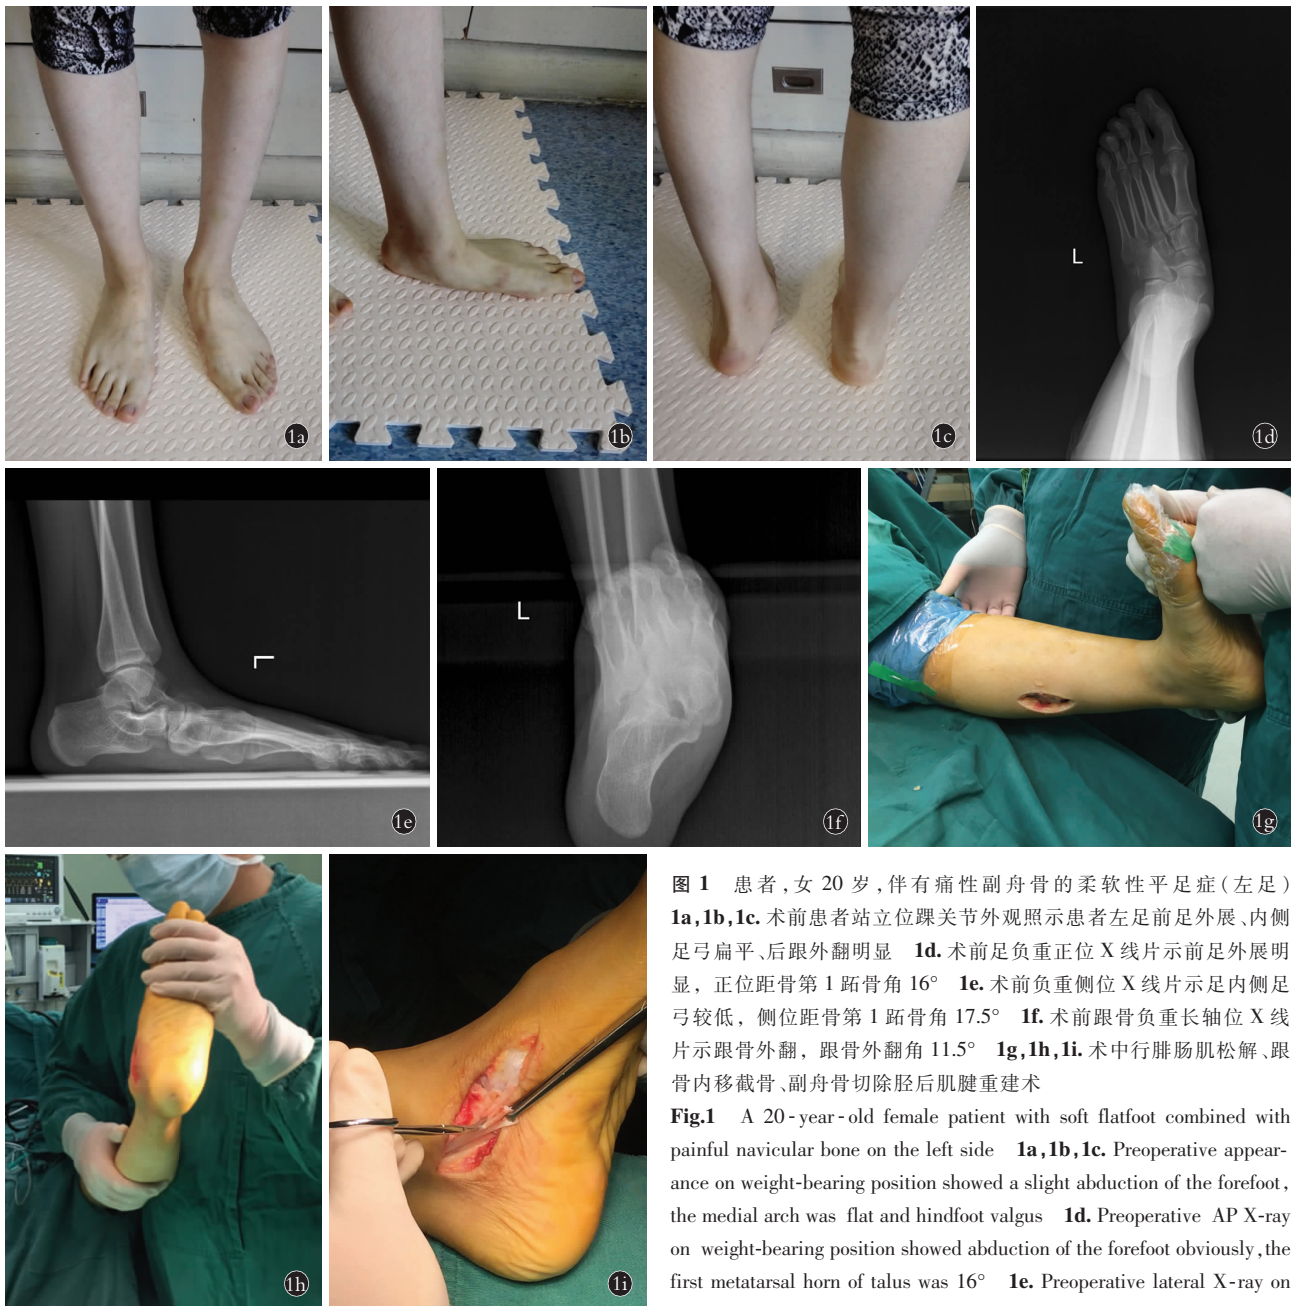 1a
1b
1c
L
1d
L
1e
L
1f
1g
1h
1i
图 1 患者,女 20 岁,伴有痛性副舟骨的柔软性平足症(左足)
1a,1b,1c. 术前患者站立位踝关节外观照示患者左足前足外展、内侧
足弓扁平、后跟外翻明显 1d. 术前足负重正位 X 线片示前足外展明
显，正位距骨第 1 跖骨角 16° 1e. 术前负重侧位 X 线片示足内侧足
弓较低，侧位距骨第 1 跖骨角 17.5° 1f. 术前跟骨负重长轴位 X 线
片示跟骨外翻，跟骨外翻角 11.5° 1g,1h,1i. 术中行腓肠肌松解、跟
骨内移截骨、副舟骨切除胫后肌腱重建术
Fig.1 A 20-year-old female patient with soft flatfoot combined with
painful navicular bone on the left side 1a,1b,1c. Preoperative appear-
ance on weight-bearing position showed a slight abduction of the forefoot,
the medial arch was flat and hindfoot valgus 1d. Preoperative AP X-ray
on weight-bearing position showed abduction of the forefoot obviously,the
first metatarsal horn of talus was 16° 1e. Preoperative lateral X-ray on